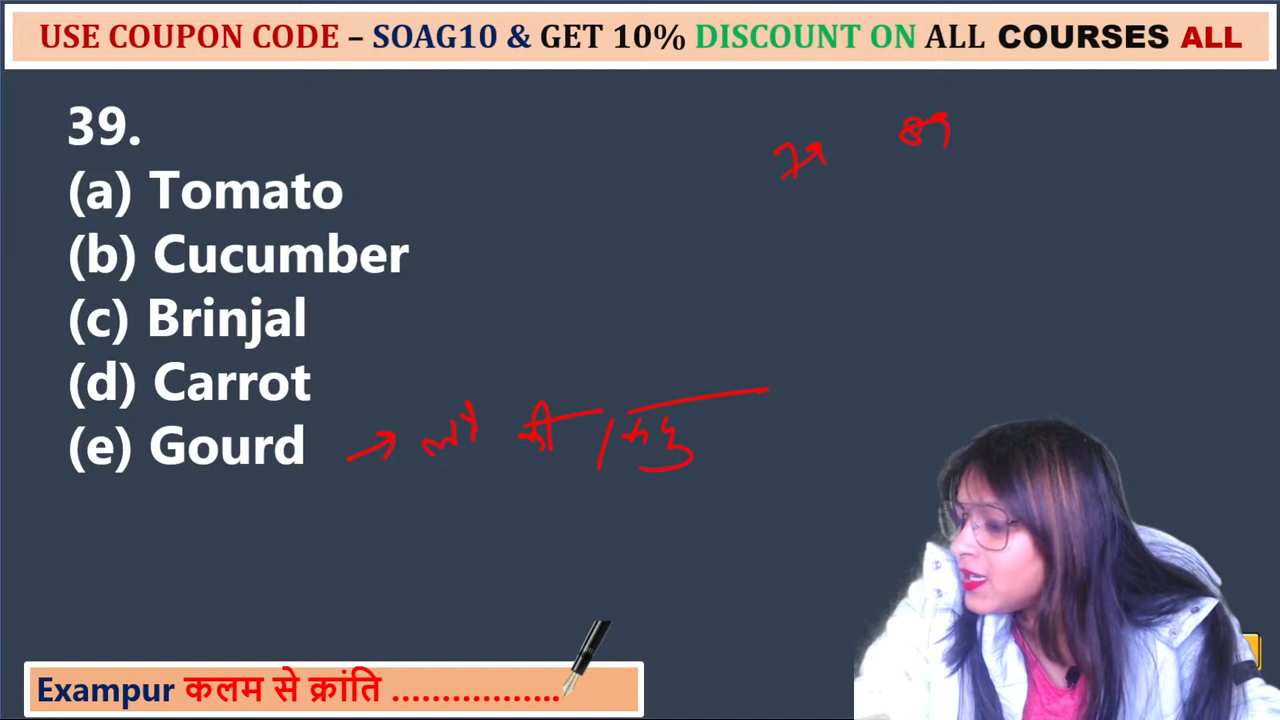 USE COUPON CODE – SOAG10 & GET 10% DISCOUNT ON ALL COURSES ALL
39.
(a) Tomato
(b) Cucumber
(c) Brinjal
(d) Carrot
(e) Gourd
Exampur कलम से क्रांति .................